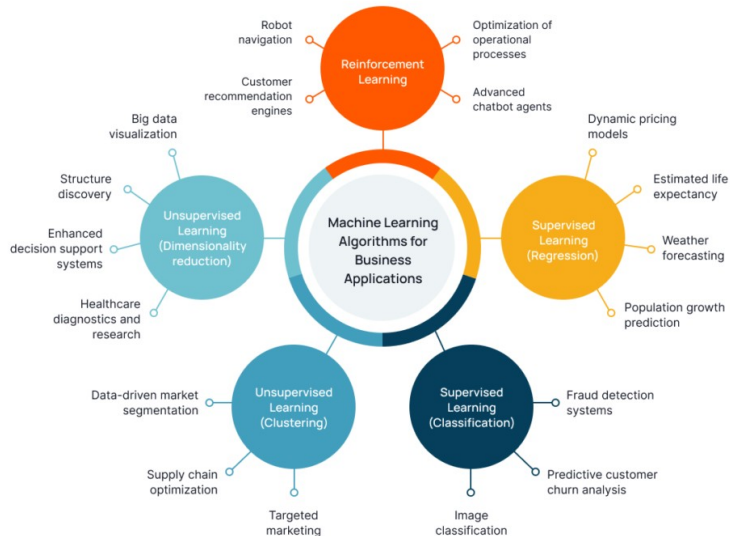 Robot
navigation
Customer
recommendation
engines
Reinforcement
Learning
Optimization of
operational
processes
Advanced
chatbot agents
Big data
visualization
Structure
discovery
Enhanced
decision support
systems
Healthcare
diagnostics and
research
Unsupervised
Learning
(Dimensionality
reduction)
Machine Learning
Algorithms for
Business
Applications
Supervised
Learning
(Regression)
Dynamic pricing
models
Estimated life
expectancy
Weather
forecasting
Population growth
prediction
Data-driven market
segmentation
Supply chain
optimization
Targeted
marketing
Unsupervised
Learning
(Clustering)
Supervised
Learning
(Classification)
Fraud detection
systems
Predictive customer
churn analysis
Image
classification